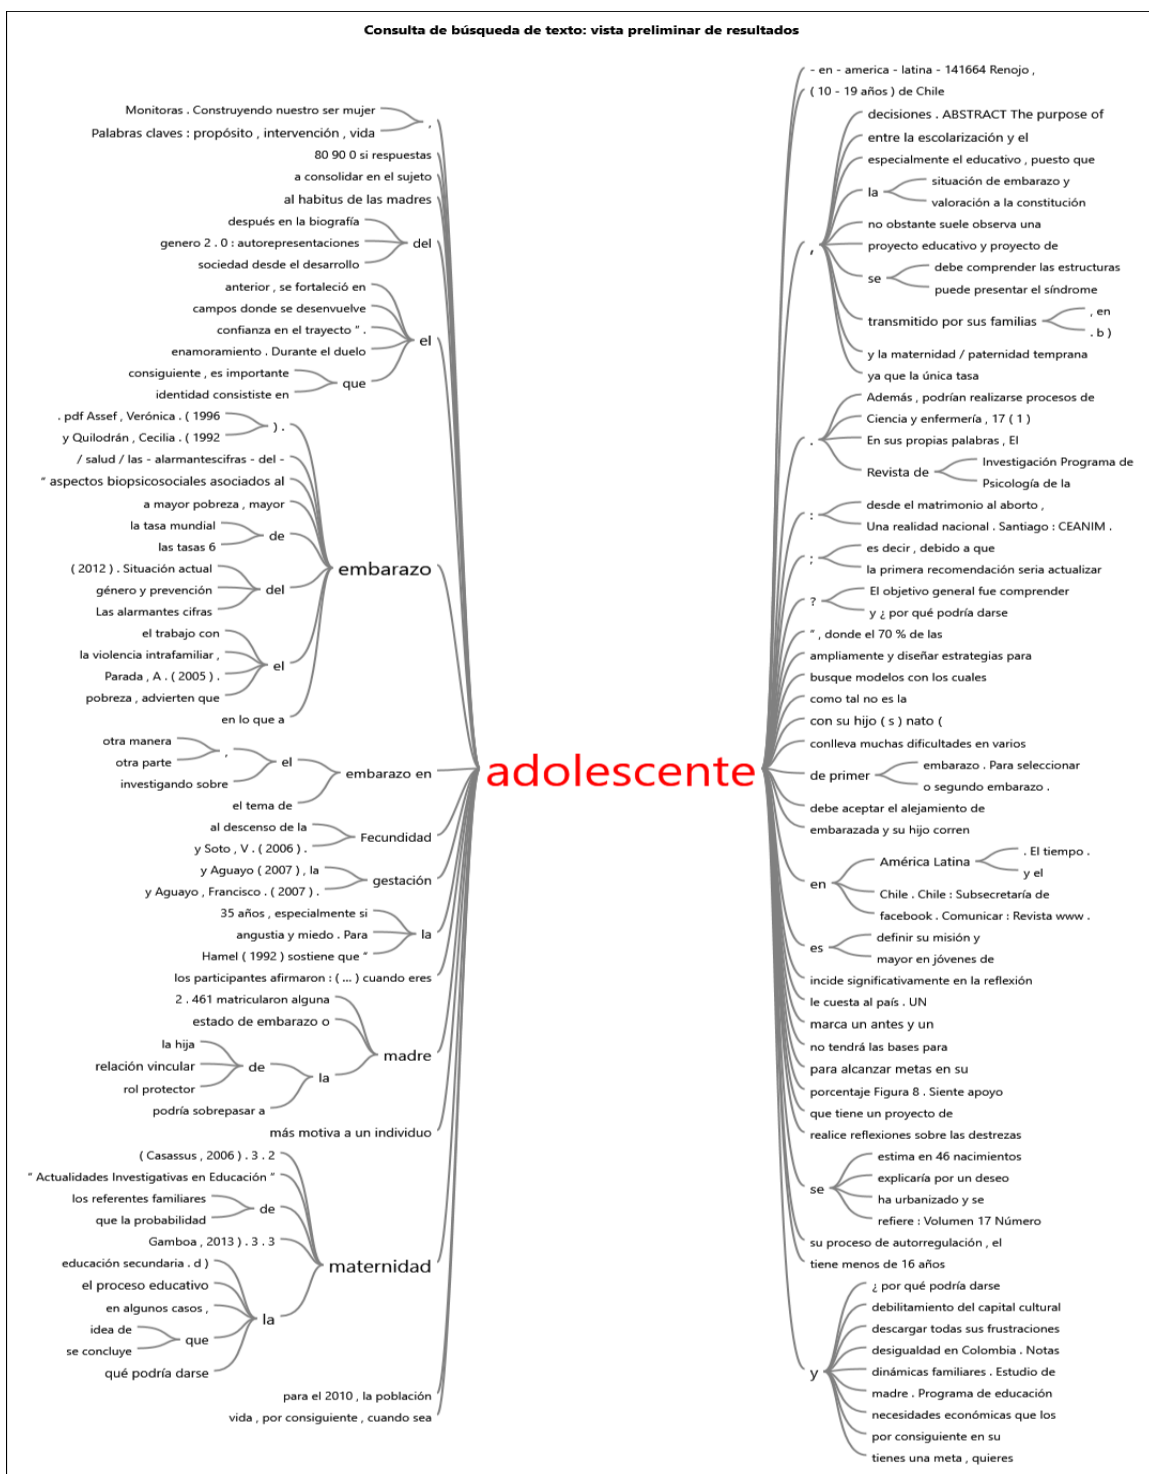 Consulta de búsqueda de texto: vista preliminar de resultados
Monitoras . Construyendo nuestro ser mujer
Palabras claves : propósito , intervención , vida
,
80 90 0 si respuestas
a consolidar en el sujeto
al habitus de las madres
después en la biografía
genero 2 . 0 : autorepresentaciones
sociedad desde el desarrollo
del
anterior , se fortaleció en
campos donde se desenvuelve
confianza en el trayecto " .
enamoramiento . Durante el duelo
consiguiente , es importante
identidad consististe en
que
el
. pdf Assef , Verónica . ( 1996
y Quilodrán , Cecilia . ( 1992
) .
/ salud / las - alarmantescifras - del -
" aspectos biopsicosociales asociados al
a mayor pobreza , mayor
la tasa mundial
las tasas 6
de
( 2012 ) . Situación actual
género y prevención
Las alarmantes cifras
del
el trabajo con
la violencia intrafamiliar ,
Parada , A . ( 2005 ) .
pobreza , advierten que
el
en lo que a
embarazo
otra manera
otra parte
,
investigando sobre
el
el tema de
embarazo en
al descenso de la
y Soto , V . ( 2006 ) .
Fecundidad
y Aguayo ( 2007 ) , la
y Aguayo , Francisco . ( 2007 ) .
gestación
35 años , especialmente si
angustia y miedo . Para
Hamel ( 1992 ) sostiene que "
la
los participantes afirmaron : ( ... ) cuando eres
2 . 461 matricularon alguna
estado de embarazo o
la hija
relación vincular
rol protector
de
podría sobrepasar a
la
madre
más motiva a un individuo
( Casassus , 2006 ) . 3 . 2
" Actualidades Investigativas en Educación "
los referentes familiares
que la probabilidad
de
Gamboa , 2013 ) . 3 . 3
educación secundaria . d )
el proceso educativo
en algunos casos ,
idea de
se concluye
que
qué podría darse
la
maternidad
para el 2010 , la población
vida , por consiguiente , cuando sea
adolescente
- en - america - latina - 141664 Renojo ,
( 10 - 19 años ) de Chile
,
decisiones . ABSTRACT The purpose of
entre la escolarización y el
especialmente el educativo , puesto que
la
situación de embarazo y
valoración a la constitución
no obstante suele observa una
proyecto educativo y proyecto de
se
debe comprender las estructuras
puede presentar el síndrome
transmitido por sus familias
, en
. b )
y la maternidad / paternidad temprana
ya que la única tasa
.
Además , podrían realizarse procesos de
Ciencia y enfermería , 17 ( 1 )
En sus propias palabras , El
Revista de
Investigación Programa de
Psicología de la
:
desde el matrimonio al aborto ,
Una realidad nacional . Santiago : CEANIM .
;
es decir , debido a que
la primera recomendación seria actualizar
?
El objetivo general fue comprender
y ¿ por qué podría darse
" , donde el 70 % de las
ampliamente y diseñar estrategias para
busque modelos con los cuales
como tal no es la
con su hijo ( s ) nato (
conlleva muchas dificultades en varios
de primer
embarazo . Para seleccionar
o segundo embarazo .
debe aceptar el alejamiento de
embarazada y su hijo corren
en
América Latina
. El tiempo .
y el
Chile . Chile : Subsecretaría de
facebook . Comunicar : Revista www .
es
definir su misión y
mayor en jóvenes de
incide significativamente en la reflexión
le cuesta al país . UN
marca un antes y un
no tendrá las bases para
para alcanzar metas en su
porcentaje Figura 8 . Siente apoyo
que tiene un proyecto de
realice reflexiones sobre las destrezas
se
estima en 46 nacimientos
explicaría por un deseo
ha urbanizado y se
refiere : Volumen 17 Número
su proceso de autorregulación , el
tiene menos de 16 años
y
¿ por qué podría darse
debilitamiento del capital cultural
descargar todas sus frustraciones
desigualdad en Colombia . Notas
dinámicas familiares . Estudio de
madre . Programa de educación
necesidades económicas que los
por consiguiente en su
tienes una meta , quieres